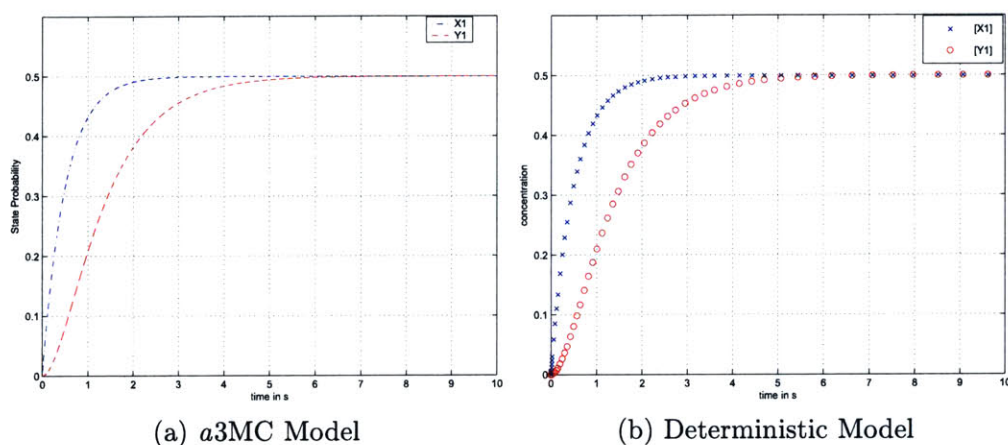 X1
Y1
0.5
0.4
0.3
0.2
0.1
0
State Probability
0 1 2 3 4 5 6 7 8 9 10
time in s
(a) a3MC Model
[X1]
[Y1]
0.5
0.4
0.3
0.2
0.1
0
concentration
0 1 2 3 4 5 6 7 8 9 10
time in s
(b) Deterministic Model